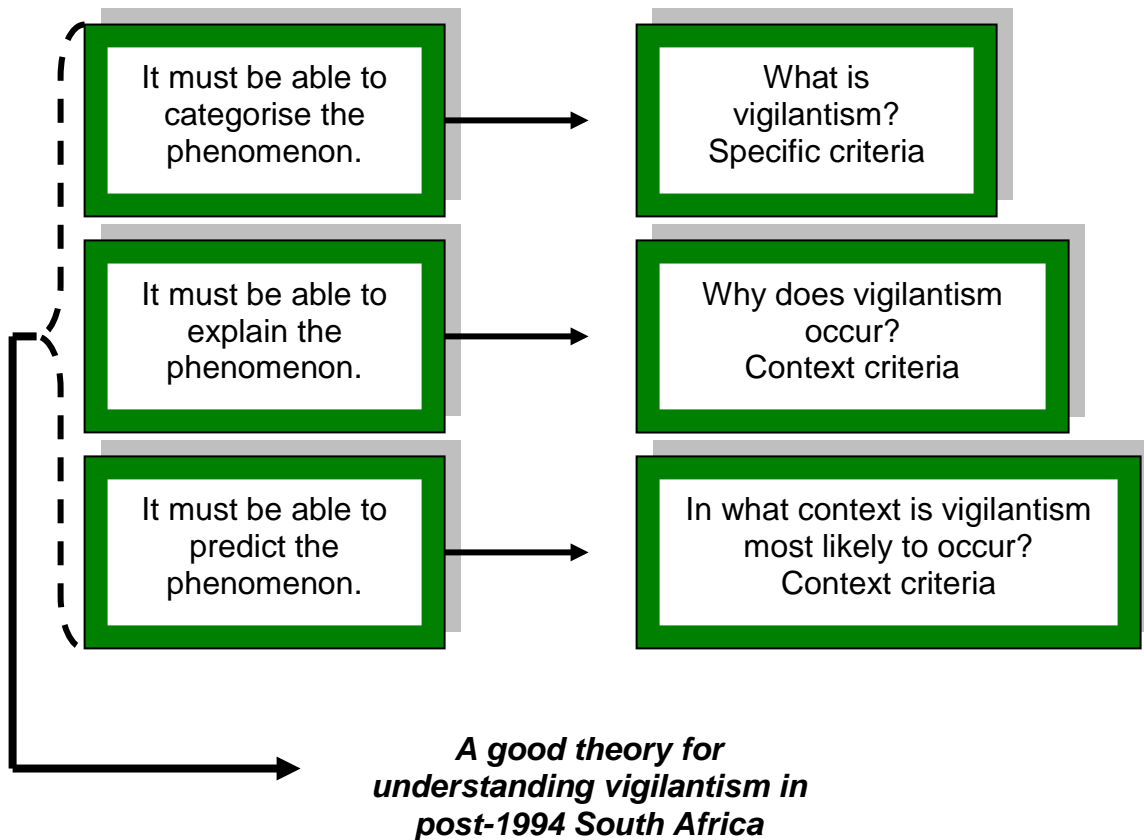 It must be able to
categorise the
phenomenon.
What is
vigilantism?
Specific criteria
It must be able to
explain the
phenomenon.
Why does vigilantism
occur?
Context criteria
It must be able to
predict the
phenomenon.
In what context is vigilantism
most likely to occur?
Context criteria
A good theory for
understanding vigilantism in
post-1994 South Africa